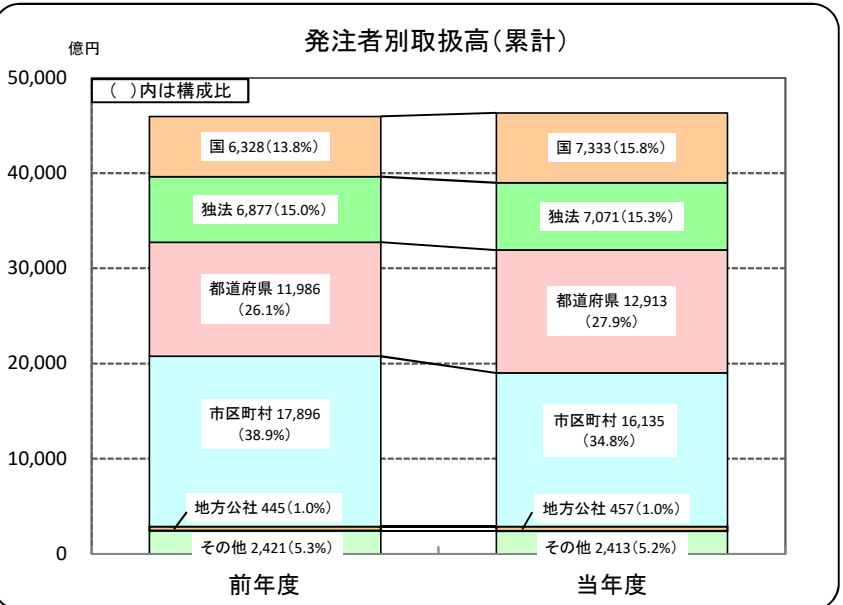 発注者別取扱高（累計）
億円
（　）内は構成比
50,000
40,000
30,000
20,000
10,000
0
国 6,328（13.8%）
独法 6,877（15.0%）
都道府県 11,986
（26.1%）
市区町村 17,896
（38.9%）
地方公社 445（1.0%）
その他 2,421（5.3%）
国 7,333（15.8%）
独法 7,071（15.3%）
都道府県 12,913
（27.9%）
市区町村 16,135
（34.8%）
地方公社 457（1.0%）
その他 2,413（5.2%）
前年度
当年度